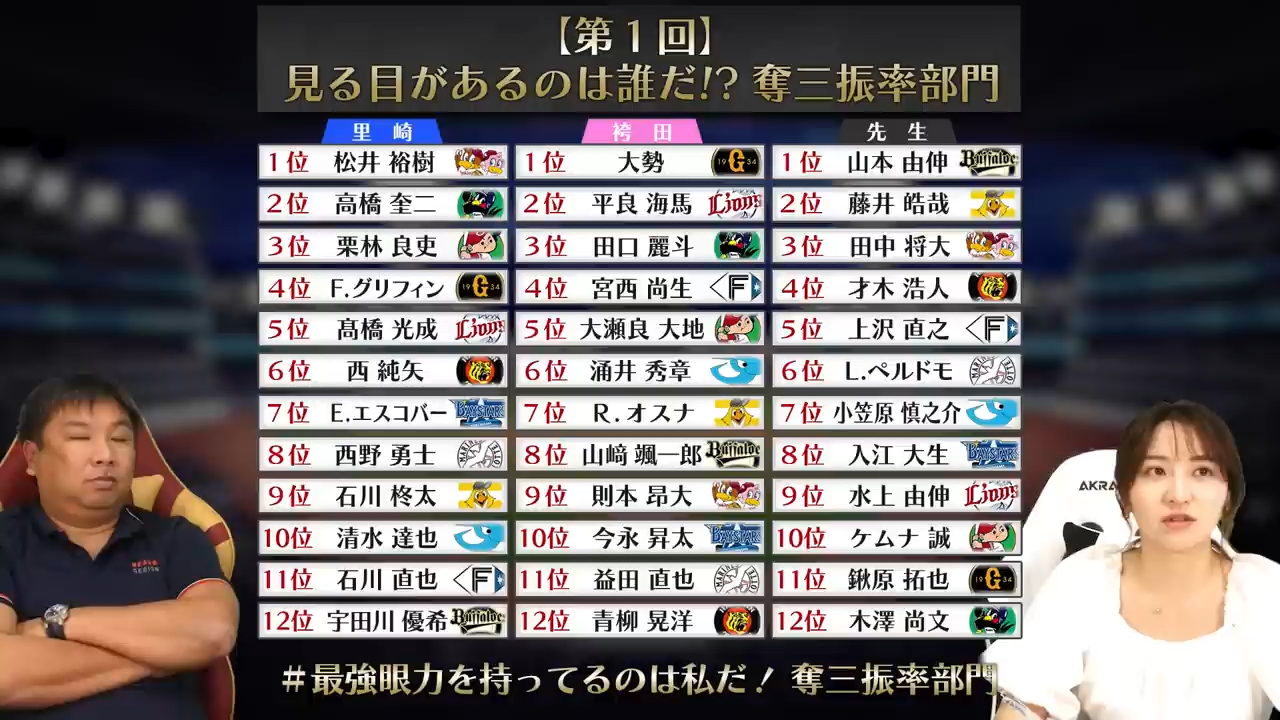 【第1回】
見る目があるのは誰だ!? 奪三振率部門
里崎 袴田 先生
1位 松井 裕樹 1位 大勢 1934 G 1位 山本 由伸 Buffaloes
2位 高橋 奎二 2位 平良 海馬 Lions 2位 藤井 皓哉
3位 栗林 良吏 3位 田口 麗斗 3位 田中 将大
4位 F.グリフィン 1934 G 4位 宮西 尚生 F 4位 才木 浩人
5位 髙橋 光成 Lions 5位 大瀬良 大地 5位 上沢 直之 F
6位 西 純矢 6位 涌井 秀章 6位 L.ペルドモ
7位 E.エスコバー BAYSTARS 7位 R.オスナ 7位 小笠原 慎之介
8位 西野 勇士 8位 山﨑 颯一郎 Buffaloes 8位 入江 大生 BAYSTARS
9位 石川 柊太 9位 則本 昂大 9位 水上 由伸 Lions
10位 清水 達也 10位 今永 昇太 BAYSTARS 10位 ケムナ 誠
11位 石川 直也 F 11位 益田 直也 11位 鍬原 拓也 1934 G
12位 宇田川 優希 Buffaloes 12位 青柳 晃洋 12位 木澤 尚文
AKRA
#最強眼力を持ってるのは私だ! 奪三振率部門